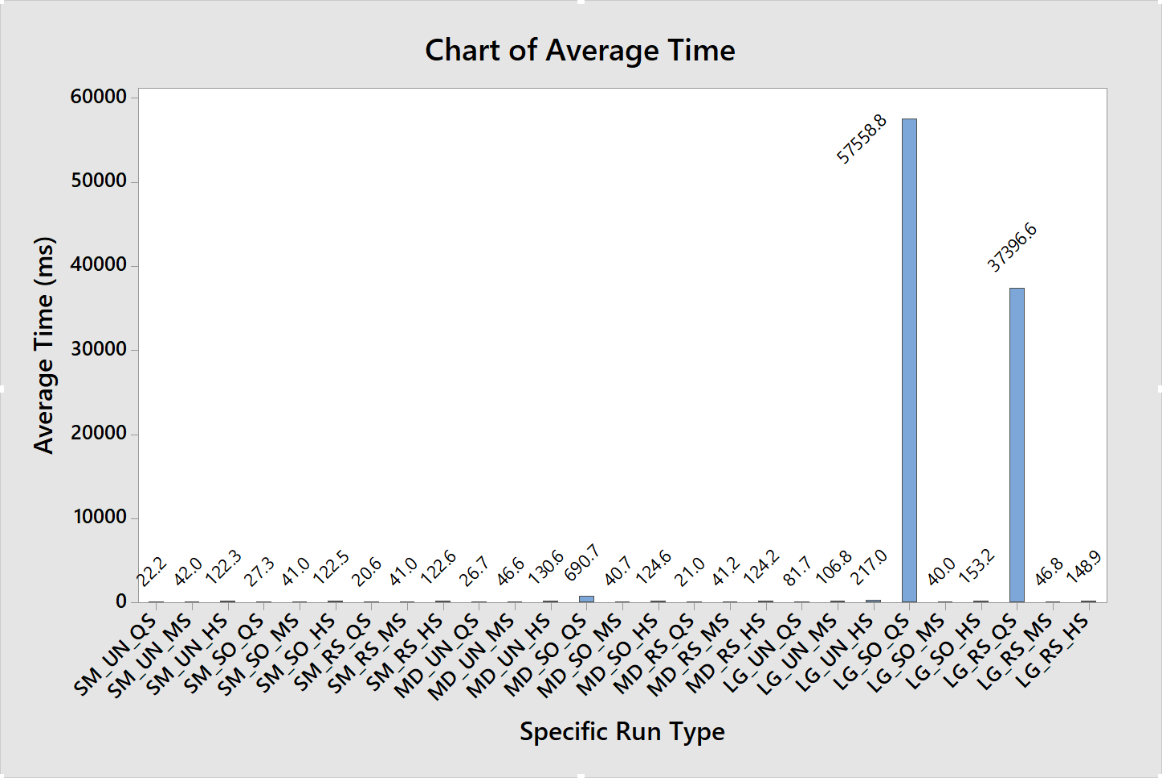 Chart of Average Time
Average Time (ms)
60000
50000
40000
30000
20000
10000
0
22.2
42.0
122.3
27.3
41.0
122.5
20.6
41.0
122.6
26.7
46.6
130.6
690.7
40.7
124.6
21.0
41.2
124.2
81.7
106.8
217.0
57558.8
40.0
153.2
37396.6
46.8
148.9
SM_UN_QS
SM_UN_MS
SM_UN_HS
SM_SO_QS
SM_SO_MS
SM_SO_HS
SM_RS_QS
SM_RS_MS
SM_RS_HS
MD_UN_QS
MD_UN_MS
MD_UN_HS
MD_SO_QS
MD_SO_MS
MD_SO_HS
MD_RS_QS
MD_RS_MS
MD_RS_HS
LG_UN_QS
LG_UN_MS
LG_UN_HS
LG_SO_QS
LG_SO_MS
LG_SO_HS
LG_RS_QS
LG_RS_MS
LG_RS_HS
Specific Run Type